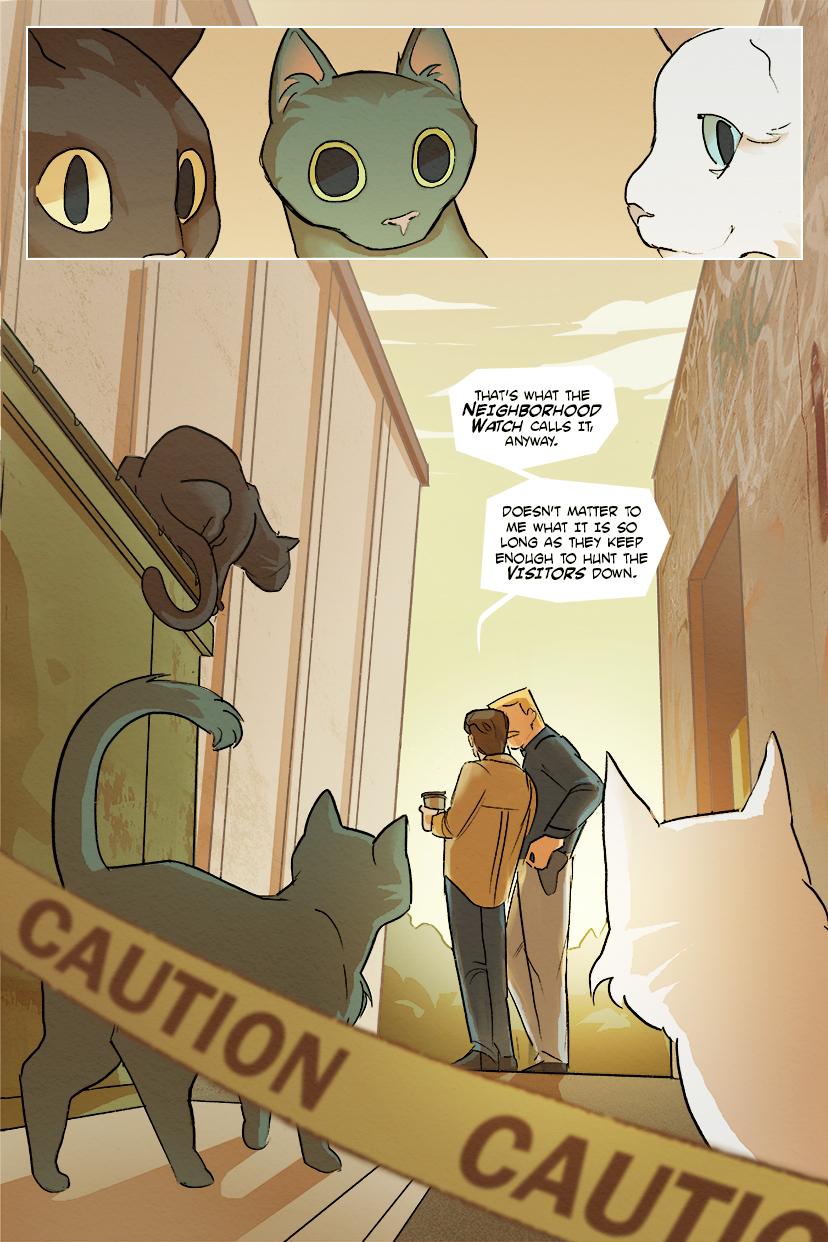 THAT'S WHAT THE
NEIGHBORHOOD
WATCH CALLS IT,
ANYWAY.
DOESN'T MATTER TO
ME WHAT IT IS SO
LONG AS THEY KEEP
ENOUGH TO HUNT THE
VISITORS DOWN.
CAUTION
CAUTIO